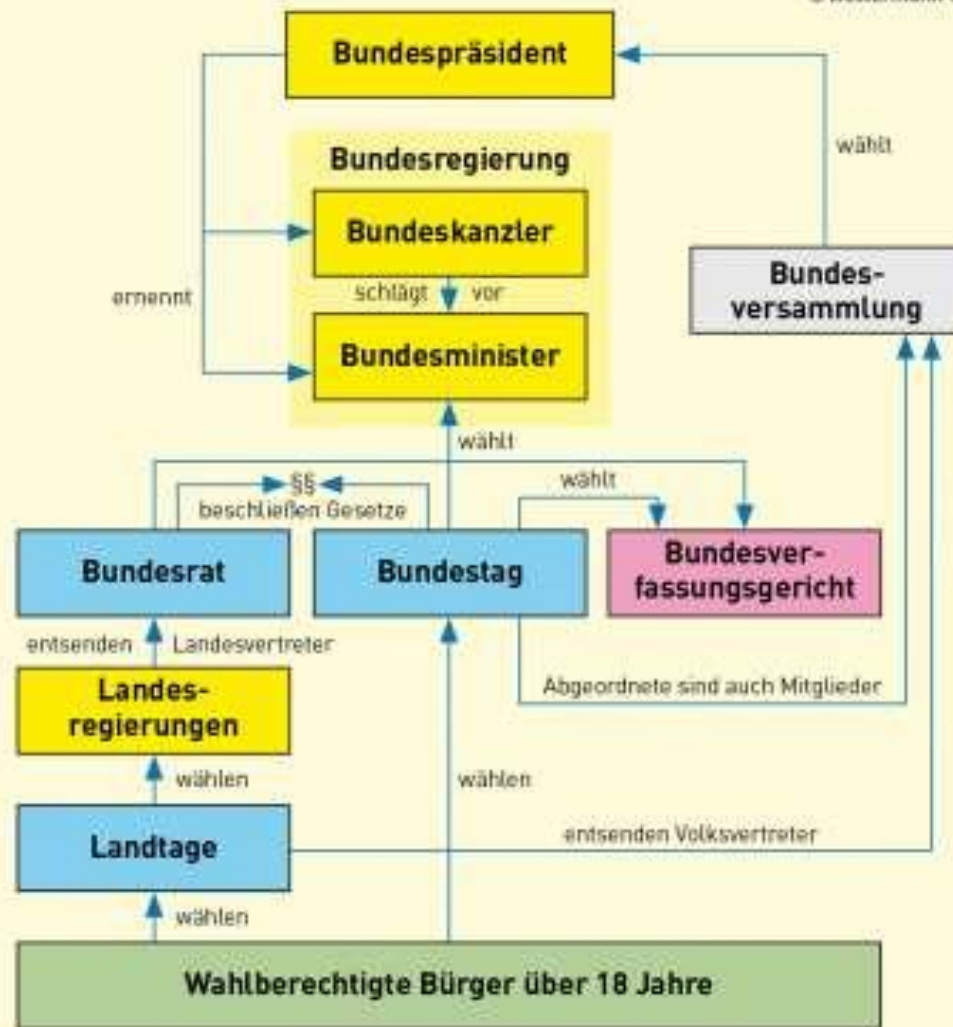 Bundespräsident
wählt
Bundesregierung
Bundeskanzler
ernennt
schlägt vor
Bundes-
versammlung
Bundesminister
wählt
§§
wählt
beschließen Gesetze
Bundesrat
Bundestag
Bundesver-
fassungsgericht
entsenden Landesvertreter
Landes-
regierungen
Abgeordnete sind auch Mitglieder
wählen
wählen
Landtage
entsenden Volksvertreter
wählen
Wahlberechtigte Bürger über 18 Jahre